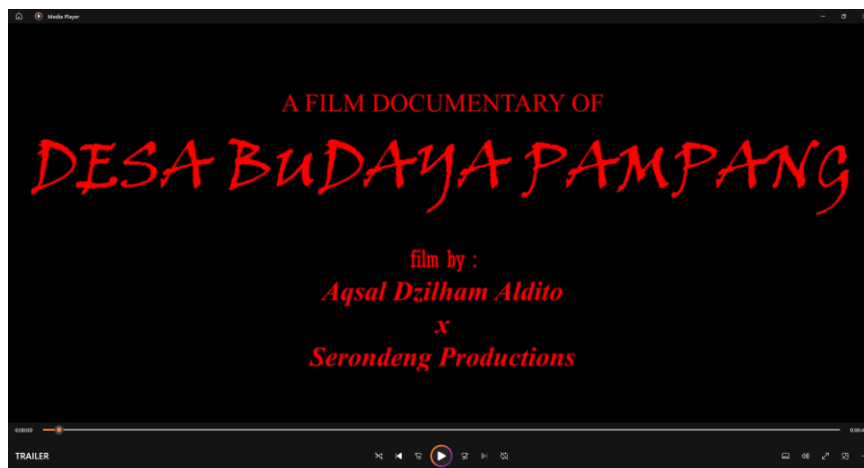 Media Player
A FILM DOCUMENTARY OF
DESA BUDAYA PAMPANG
film by :
Aqsal Dzilham Aldito
x
Serondeng Productions
0:00:00
TRAILER